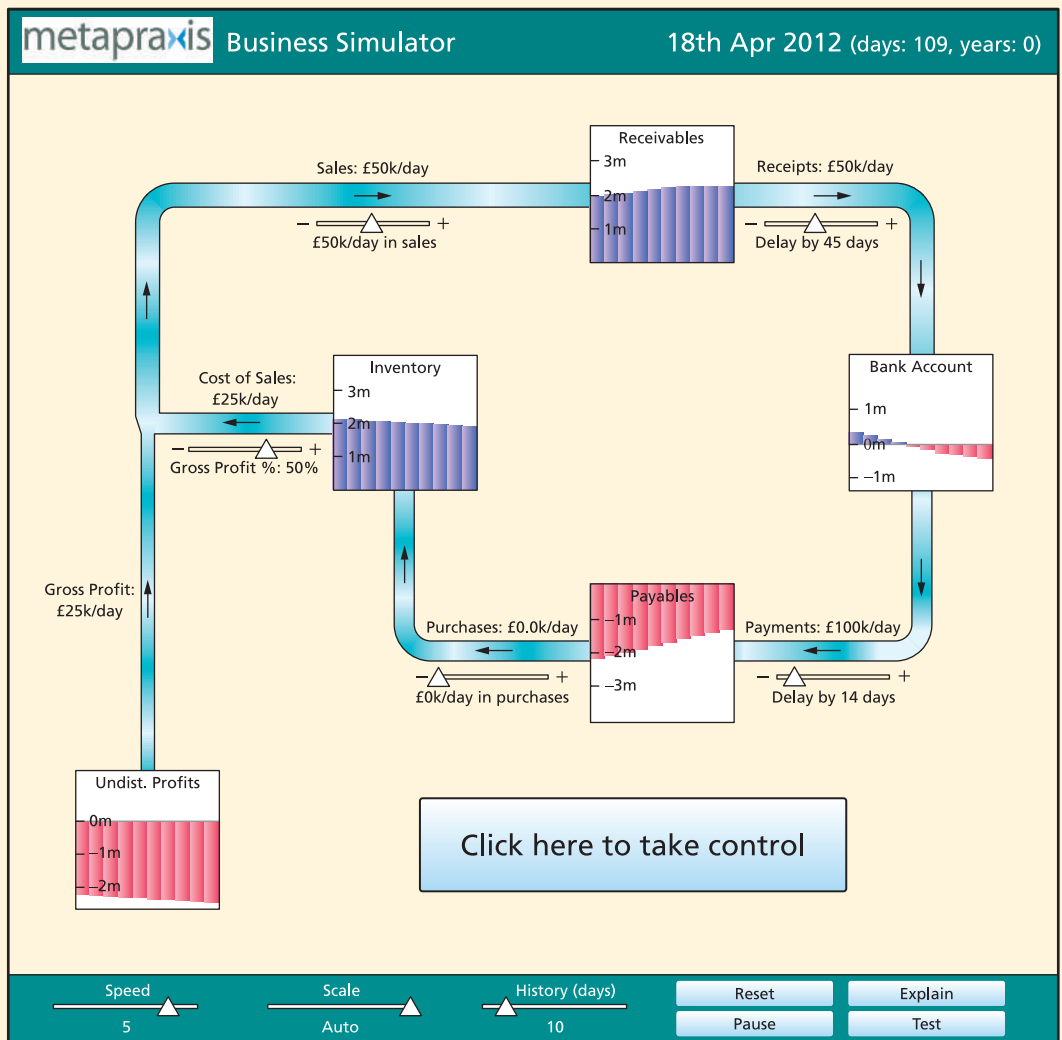 metapraxis Business Simulator
18th Apr 2012 (days: 109, years: 0)
Receivables
3m
2m
1m
Sales: £50k/day
- +
£50k/day in sales
Receipts: £50k/day
- +
Delay by 45 days
Inventory
3m
2m
1m
Cost of Sales:
£25k/day
- +
Gross Profit %: 50%
Bank Account
1m
0m
–1m
Gross Profit:
£25k/day
Payables
–1m
–2m
–3m
Purchases: £0.0k/day
- +
£0k/day in purchases
Payments: £100k/day
- +
Delay by 14 days
Undist. Profits
0m
–1m
–2m
Click here to take control
Speed
5
Scale
Auto
History (days)
10
Reset
Explain
Pause
Test